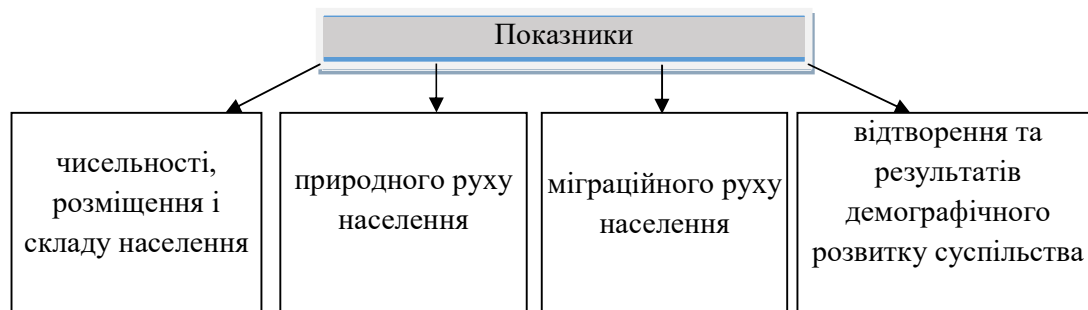 Показники
чисельності,
розміщення і
складу населення
природного руху
населення
міграційного руху
населення
відтворення та
результатів
демографічного
розвитку суспільства